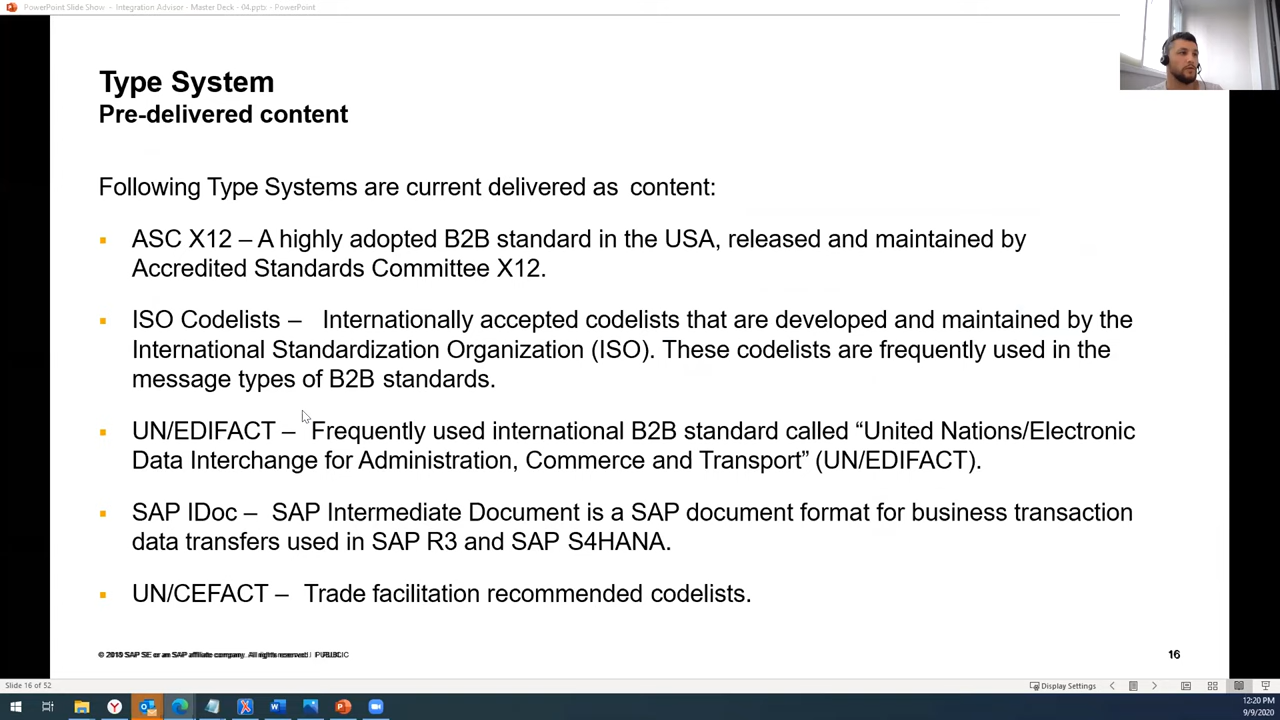 PowerPoint Slide Show - Integration Advisor - Master Deck - 04.pptx - PowerPoint
Type System
Pre-delivered content
Following Type Systems are current delivered as content:
ASC X12 – A highly adopted B2B standard in the USA, released and maintained by
Accredited Standards Committee X12.
ISO Codelists – Internationally accepted codelists that are developed and maintained by the
International Standardization Organization (ISO). These codelists are frequently used in the
message types of B2B standards.
UN/EDIFACT – Frequently used international B2B standard called “United Nations/Electronic
Data Interchange for Administration, Commerce and Transport” (UN/EDIFACT).
SAP IDoc – SAP Intermediate Document is a SAP document format for business transaction
data transfers used in SAP R3 and SAP S4HANA.
UN/CEFACT – Trade facilitation recommended codelists.
SAP SE or an SAP affiliate company. All rights reserved
16
Slide 16 of 52
Display Settings
12:20 PM
9/9/2020